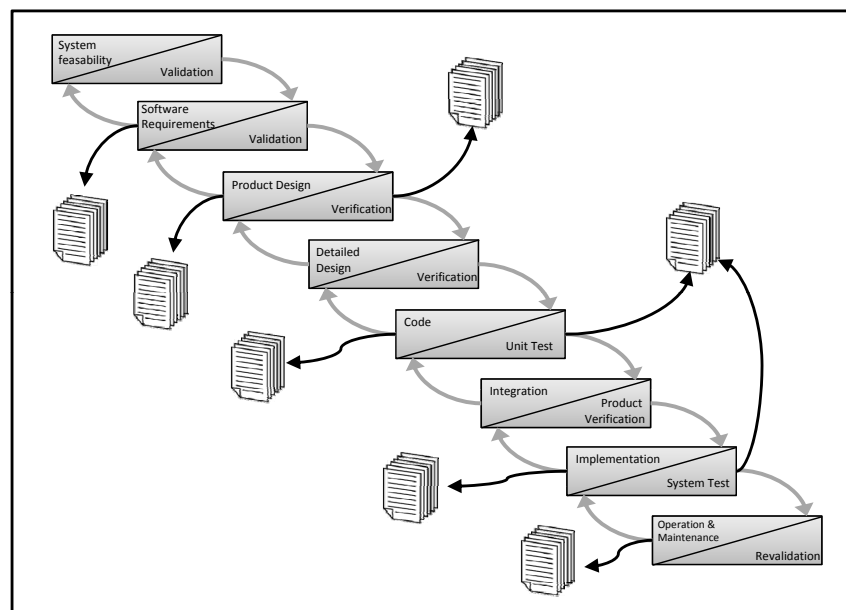 System
feasability
Validation
Software
Requirements
Validation
Product Design
Verification
Detailed
Design
Verification
Code
Unit Test
Integration
Product
Verification
Implementation
System Test
Operation &
Maintenance
Revalidation